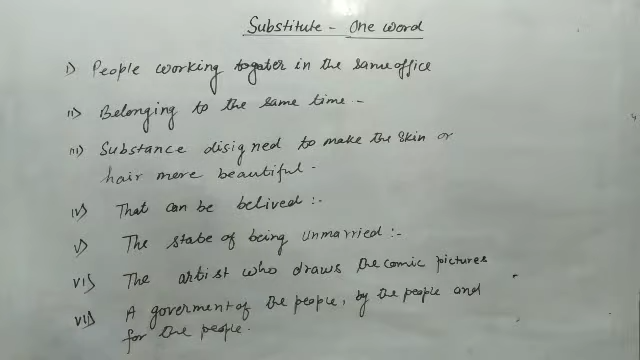 Substitute - One word
i) People working togater in the same office
ii) Belonging to the same time -
iii) Substance disigned to make the skin or
hair more beautiful -
iv) That can be belived :-
v) The state of being unmarried :-
vi) The artist who draws the comic pictures
vii) A goverment of the people, by the people and
for the people.